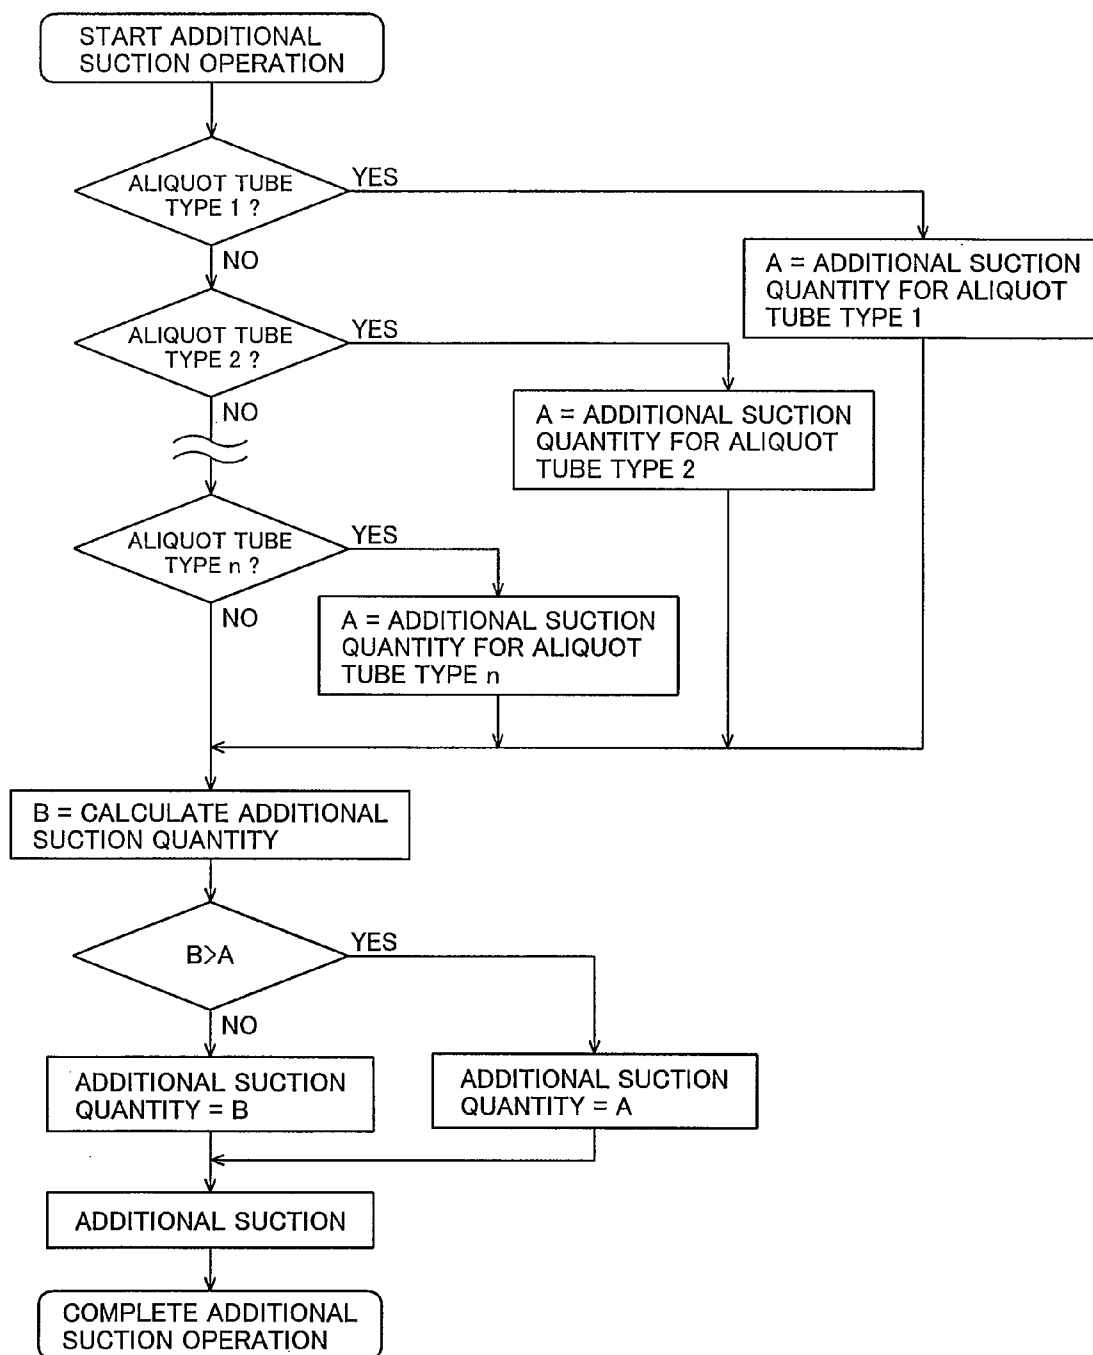 START ADDITIONAL
SUCTION OPERATION
ALIQUOT TUBE
TYPE 1 ?
YES
NO
A = ADDITIONAL SUCTION
QUANTITY FOR ALIQUOT
TUBE TYPE 1
ALIQUOT TUBE
TYPE 2 ?
YES
NO
A = ADDITIONAL SUCTION
QUANTITY FOR ALIQUOT
TUBE TYPE 2
ALIQUOT TUBE
TYPE n ?
YES
NO
A = ADDITIONAL SUCTION
QUANTITY FOR ALIQUOT
TUBE TYPE n
B = CALCULATE ADDITIONAL
SUCTION QUANTITY
B>A
YES
NO
ADDITIONAL SUCTION
QUANTITY = B
ADDITIONAL SUCTION
QUANTITY = A
ADDITIONAL SUCTION
COMPLETE ADDITIONAL
SUCTION OPERATION